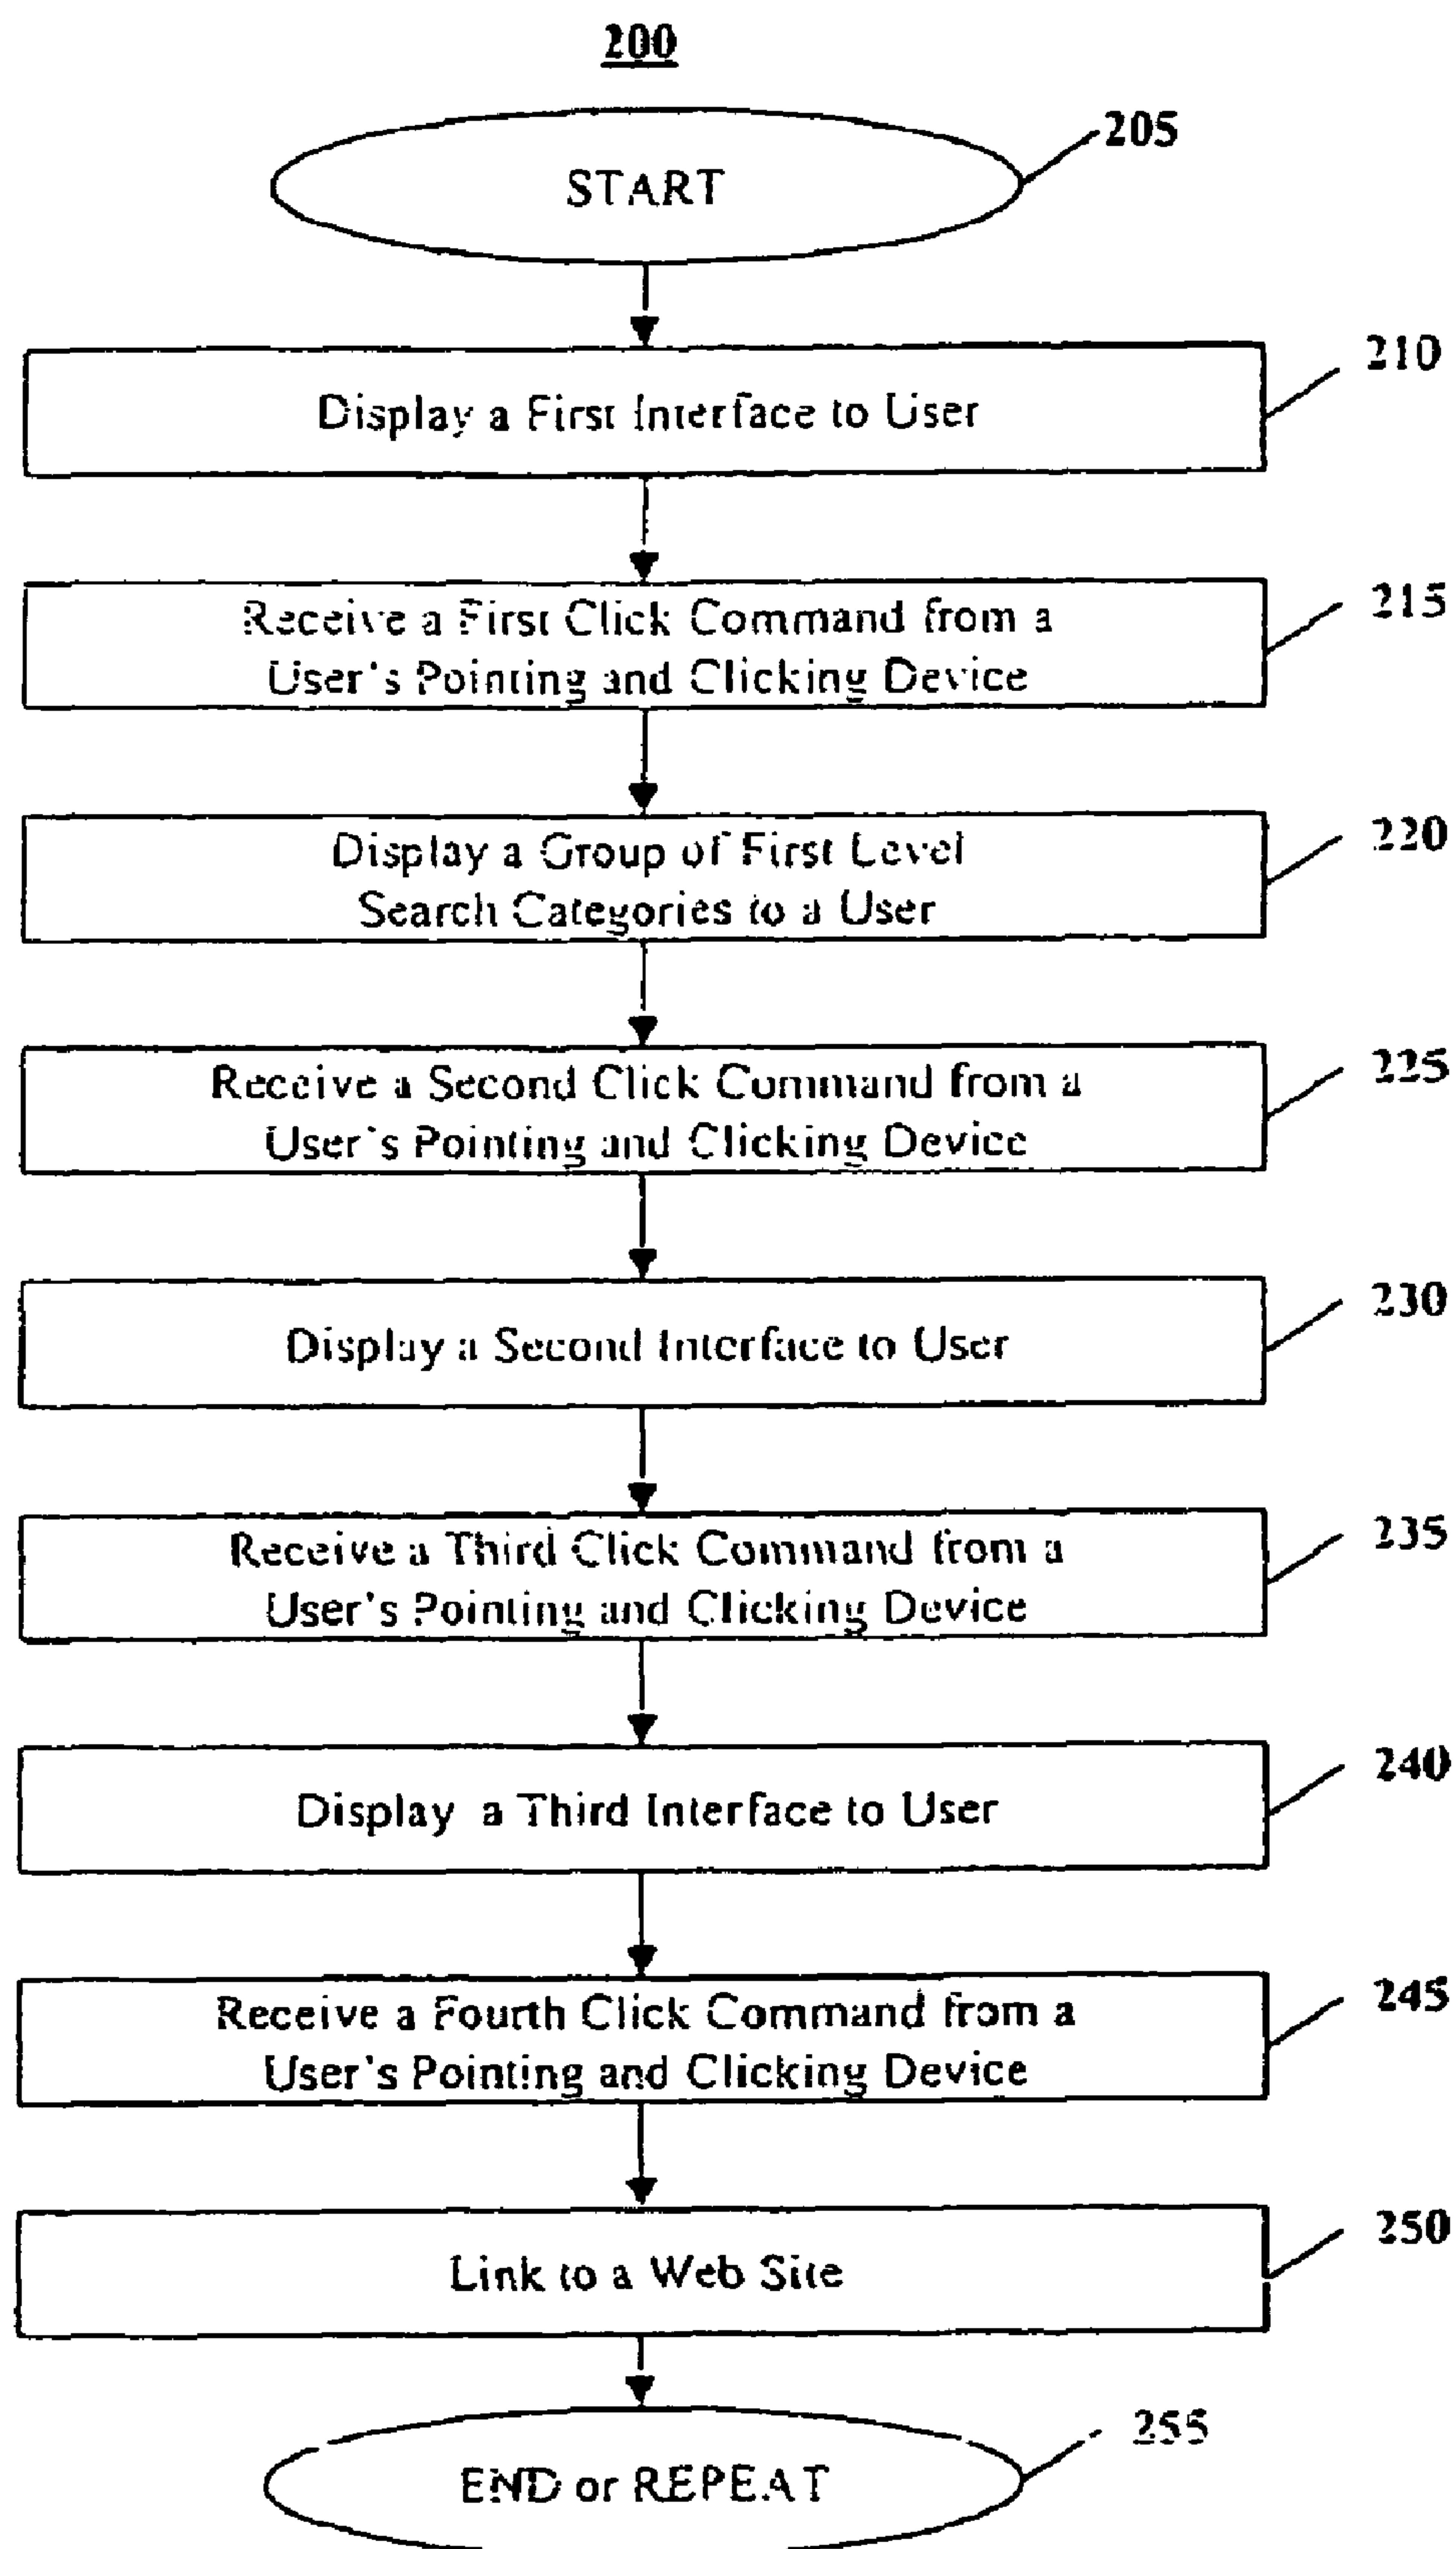 200
START
205
Display a First Interface to User
210
Receive a First Click Command from a
User's Pointing and Clicking Device
215
Display a Group of First Level
Search Categories to a User
220
Receive a Second Click Command from a
User's Pointing and Clicking Device
225
Display a Second Interface to User
230
Receive a Third Click Command from a
User's Pointing and Clicking Device
235
Display a Third Interface to User
240
Receive a Fourth Click Command from a
User's Pointing and Clicking Device
245
Link to a Web Site
250
END or REPEAT
255